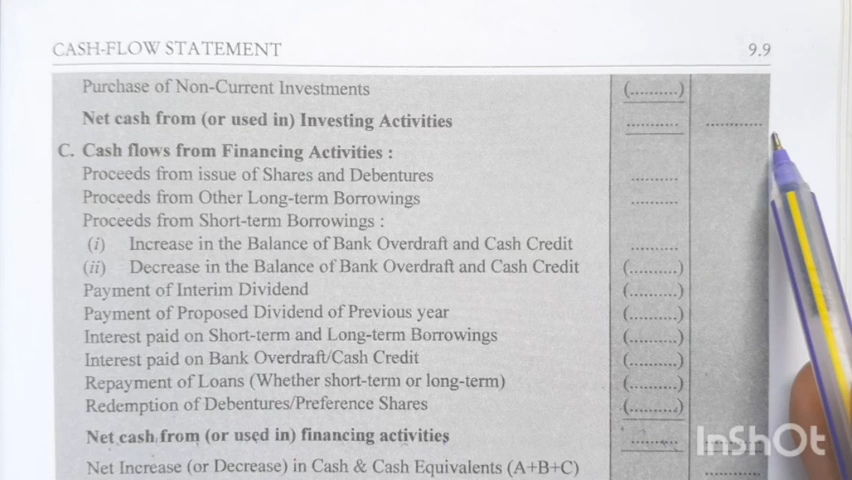 CASH-FLOW STATEMENT 9.9
Purchase of Non-Current Investments (.........)
Net cash from (or used in) Investing Activities .......... ...........
C. Cash flows from Financing Activities :
Proceeds from issue of Shares and Debentures .........
Proceeds from Other Long-term Borrowings .........
Proceeds from Short-term Borrowings :
(i) Increase in the Balance of Bank Overdraft and Cash Credit .........
(ii) Decrease in the Balance of Bank Overdraft and Cash Credit (.........)
Payment of Interim Dividend (.........)
Payment of Proposed Dividend of Previous year (.........)
Interest paid on Short-term and Long-term Borrowings (.........)
Interest paid on Bank Overdraft/Cash Credit (.........)
Repayment of Loans (Whether short-term or long-term) (.........)
Redemption of Debentures/Preference Shares (.........)
Net cash from (or used in) financing activities .......... ...........
Net Increase (or Decrease) in Cash & Cash Equivalents (A+B+C) ...........
InShOt